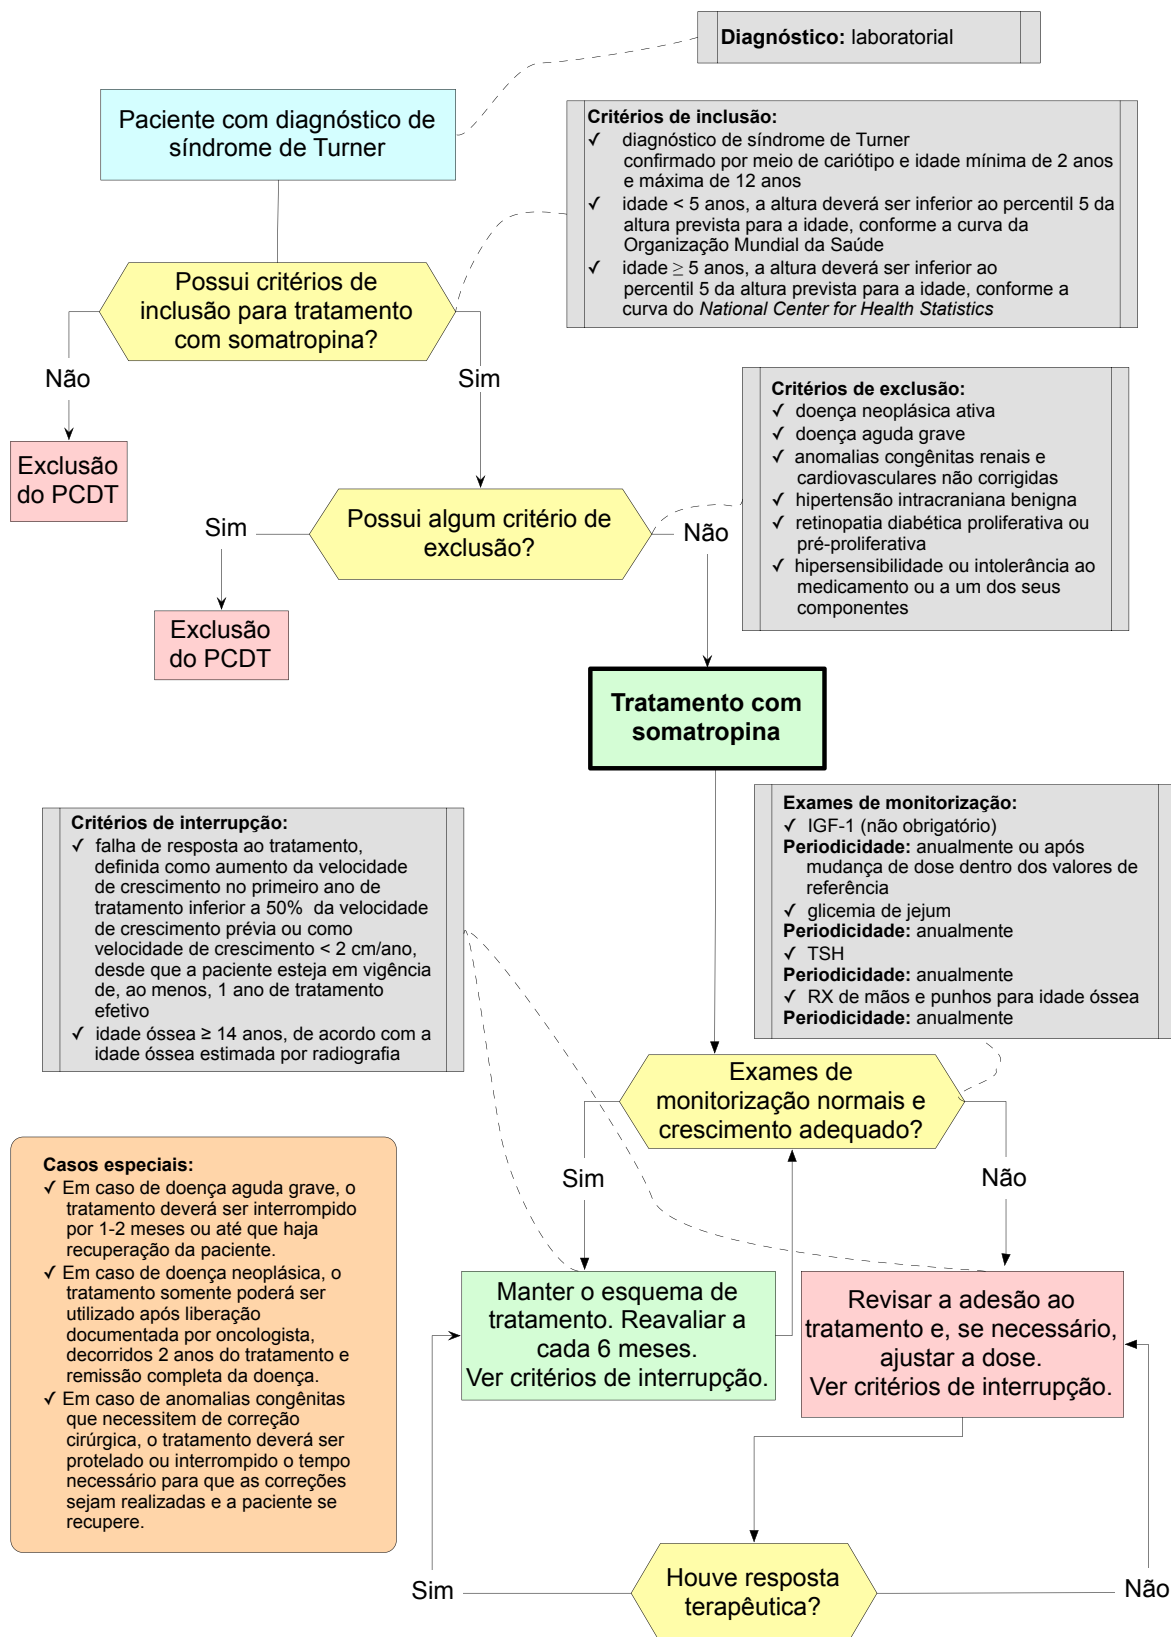 Diagnóstico: laboratorial
Paciente com diagnóstico de
síndrome de Turner
Critérios de inclusão:
✓ diagnóstico de síndrome de Turner
confirmado por meio de cariótipo e idade mínima de 2 anos
e máxima de 12 anos
✓ idade < 5 anos, a altura deverá ser inferior ao percentil 5 da
altura prevista para a idade, conforme a curva da
Organização Mundial da Saúde
✓ idade ≥ 5 anos, a altura deverá ser inferior ao
percentil 5 da altura prevista para a idade, conforme a
curva do National Center for Health Statistics
Possui critérios de
inclusão para tratamento
com somatropina?
Não
Sim
Exclusão
do PCDT
Critérios de exclusão:
✓ doença neoplásica ativa
✓ doença aguda grave
✓ anomalias congênitas renais e
cardiovasculares não corrigidas
✓ hipertensão intracraniana benigna
✓ retinopatia diabética proliferativa ou
pré-proliferativa
✓ hipersensibilidade ou intolerância ao
medicamento ou a um dos seus
componentes
Possui algum critério de
exclusão?
Sim
Não
Exclusão
do PCDT
Tratamento com
somatropina
Critérios de interrupção:
✓ falha de resposta ao tratamento,
definida como aumento da velocidade
de crescimento no primeiro ano de
tratamento inferior a 50% da velocidade
de crescimento prévia ou como
velocidade de crescimento < 2 cm/ano,
desde que a paciente esteja em vigência
de, ao menos, 1 ano de tratamento
efetivo
✓ idade óssea ≥ 14 anos, de acordo com a
idade óssea estimada por radiografia
Exames de monitorização:
✓ IGF-1 (não obrigatório)
Periodicidade: anualmente ou após
mudança de dose dentro dos valores de
referência
✓ glicemia de jejum
Periodicidade: anualmente
✓ TSH
Periodicidade: anualmente
✓ RX de mãos e punhos para idade óssea
Periodicidade: anualmente
Exames de
monitorização normais e
crescimento adequado?
Sim
Não
Casos especiais:
✓ Em caso de doença aguda grave, o
tratamento deverá ser interrompido
por 1-2 meses ou até que haja
recuperação da paciente.
✓ Em caso de doença neoplásica, o
tratamento somente poderá ser
utilizado após liberação
documentada por oncologista,
decorridos 2 anos do tratamento e
remissão completa da doença.
✓ Em caso de anomalias congênitas
que necessitem de correção
cirúrgica, o tratamento deverá ser
protelado ou interrompido o tempo
necessário para que as correções
sejam realizadas e a paciente se
recupere.
Manter o esquema de
tratamento. Reavaliar a
cada 6 meses.
Ver critérios de interrupção.
Revisar a adesão ao
tratamento e, se necessário,
ajustar a dose.
Ver critérios de interrupção.
Houve resposta
terapêutica?
Sim
Não